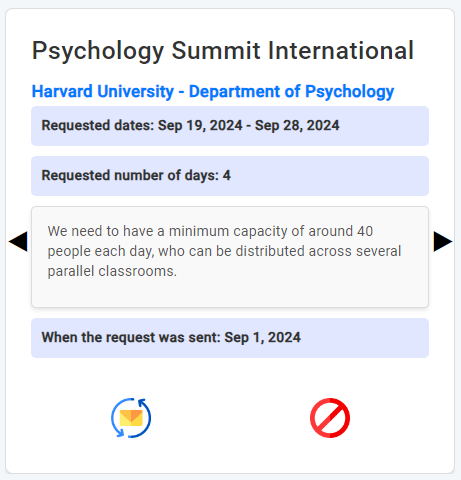 Psychology Summit International
Harvard University - Department of Psychology
Requested dates: Sep 19, 2024 - Sep 28, 2024
Requested number of days: 4
We need to have a minimum capacity of around 40
people each day, who can be distributed across several
parallel classrooms.
When the request was sent: Sep 1, 2024